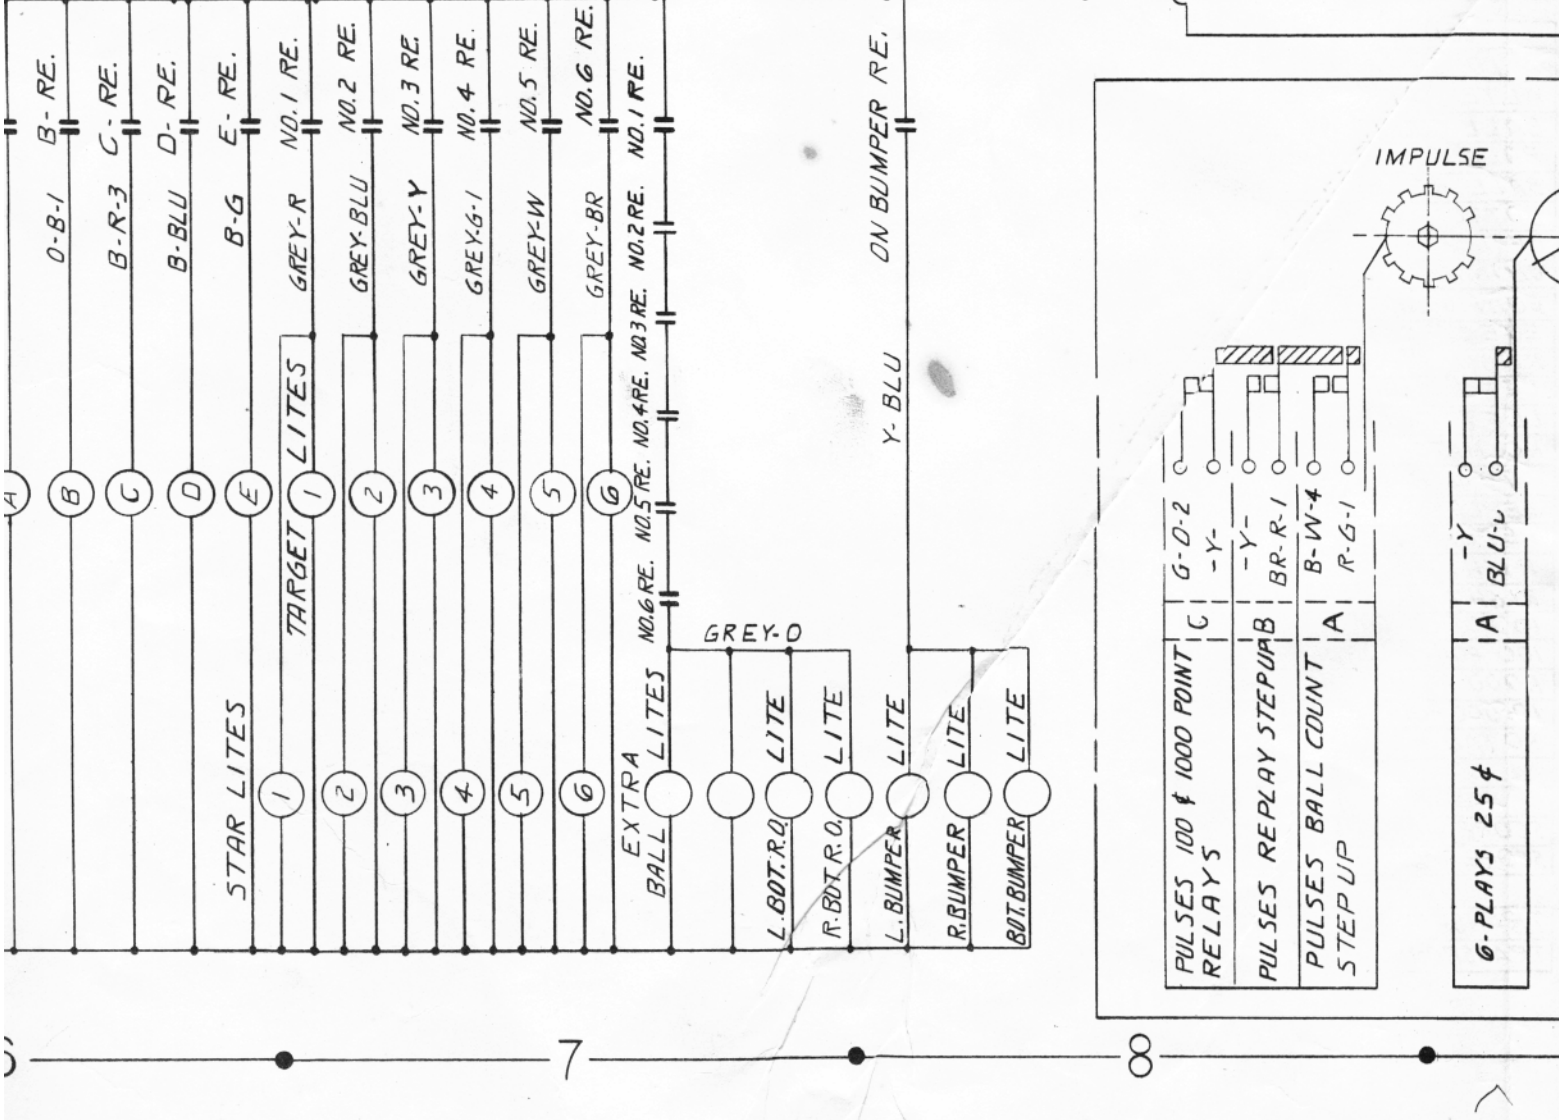 B- RE.
O-B-1
B
C- RE.
B-R-3
C
D- RE.
B-BLU
D
E- RE.
B-G
E
STAR LITES
NO.1 RE.
GREY-R
TARGET LITES
1
1
NO.2 RE.
GREY-BLU
2
2
NO.3 RE.
GREY-Y
3
3
NO.4 RE.
GREY-G-1
4
4
NO.5 RE.
GREY-W
5
5
NO.6 RE.
GREY-BR
6
6
NO.6 RE. NO.5 RE. NO.4 RE. NO.3 RE. NO.2 RE. NO.1 RE.
EXTRA
BALL LITES
GREY-O
L. BOT. R.O. LITE
R. BOT. R.O. LITE
ON BUMPER RE.
Y-BLU
L. BUMPER LITE
R. BUMPER LITE
BOT. BUMPER LITE
IMPULSE
PULSES 100 & 1000 POINT
RELAYS
C
G-O-2
-Y-
PULSES REPLAY STEPUP
B
-Y-
BR-R-1
PULSES BALL COUNT
STEP UP
A
B-W-4
R-G-1
6-PLAYS 25¢
A
-Y
A
7
8